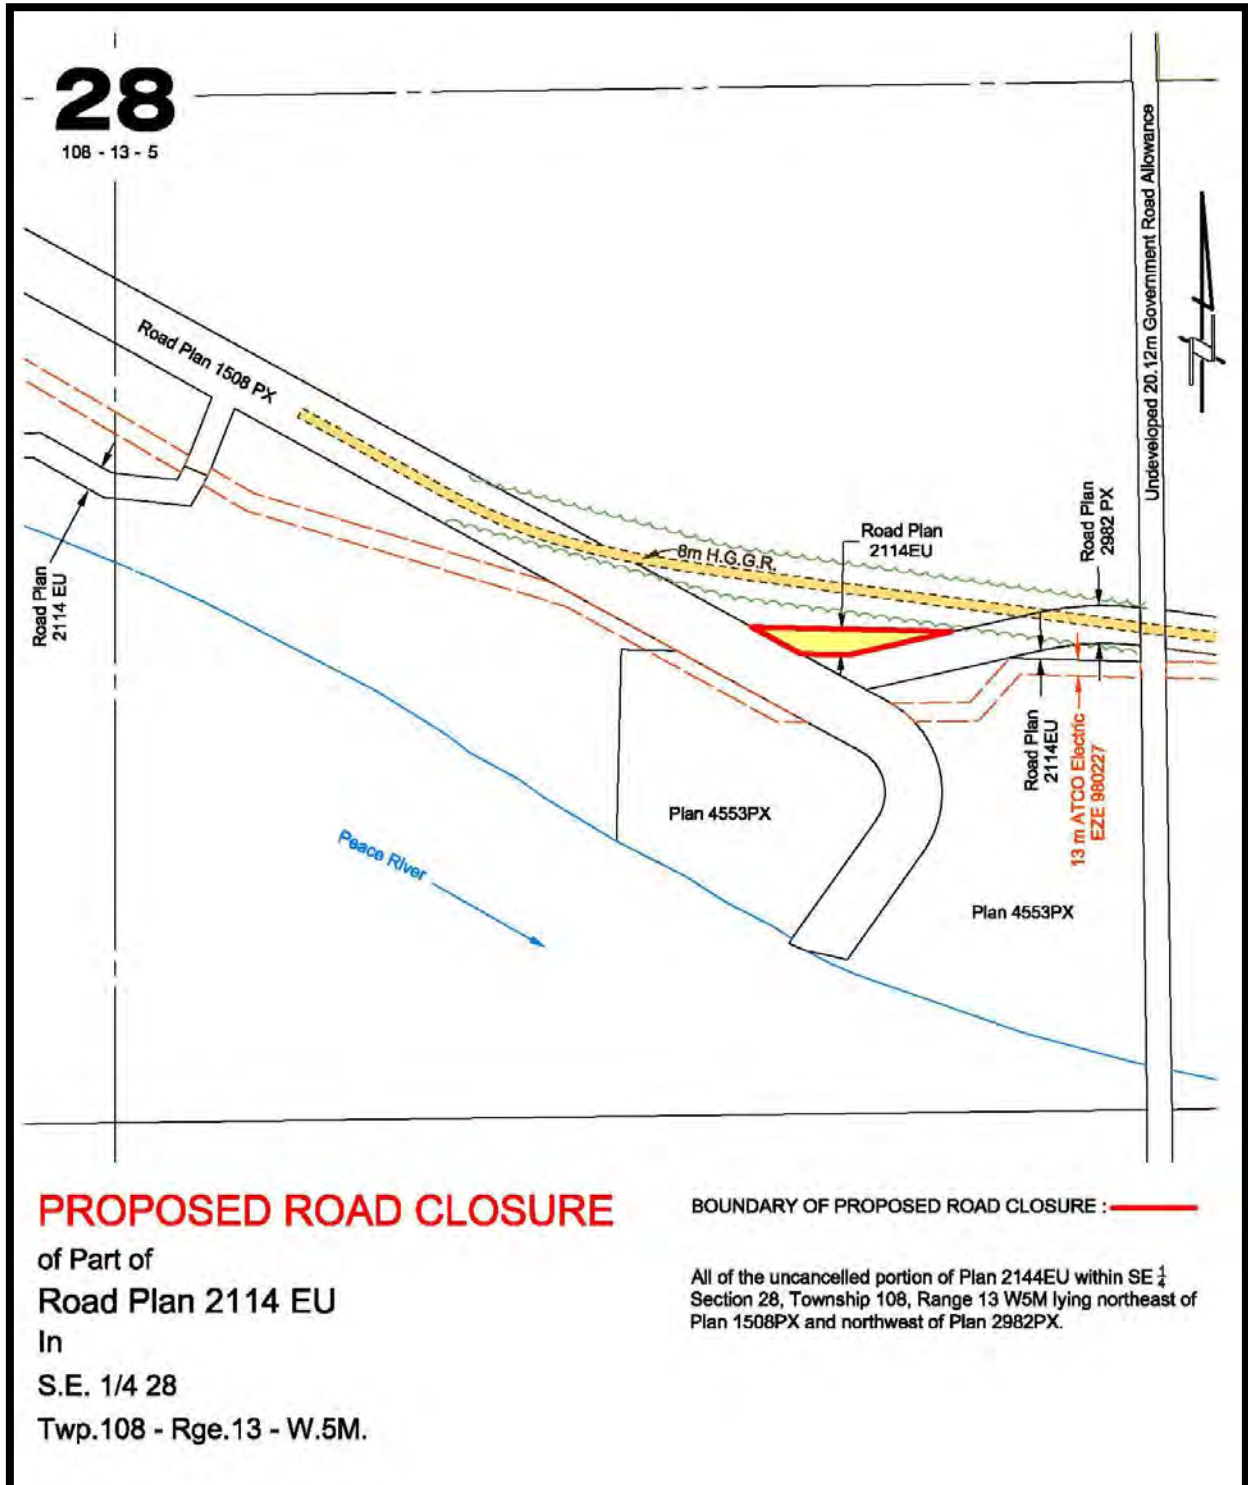 28
108 - 13 - 5
Undeveloped 20.12m Government Road Allowance
Road Plan 1508 PX
Road Plan
2114EU
Road Plan
2982 PX
8m H.G.G.R.
Road Plan
2114 EU
Road Plan
2114EU
13 m ATCO Electric
EZE 980227
Plan 4553PX
Peace River
Plan 4553PX
PROPOSED ROAD CLOSURE
of Part of
Road Plan 2114 EU
In
S.E. 1/4 28
Twp.108 - Rge.13 - W.5M.
BOUNDARY OF PROPOSED ROAD CLOSURE :
All of the uncancelled portion of Plan 2144EU within SE 1/4
Section 28, Township 108, Range 13 W5M lying northeast of
Plan 1508PX and northwest of Plan 2982PX.